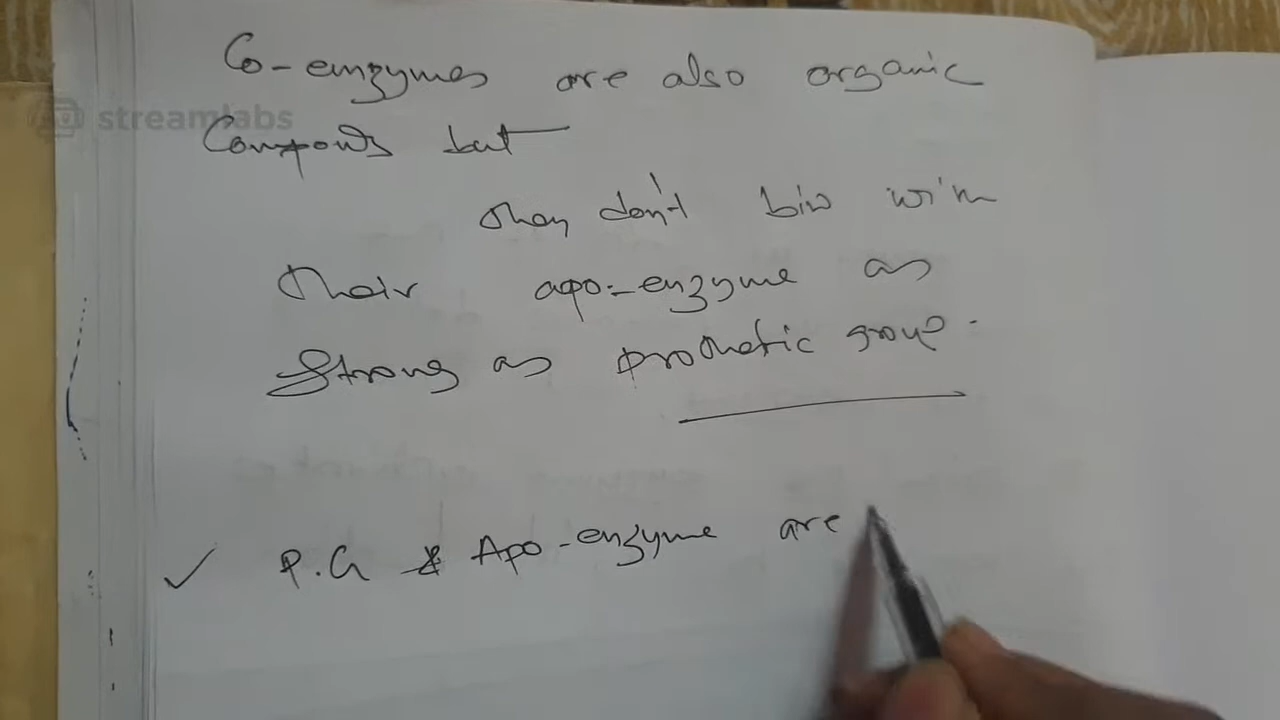 Co-enzymes are also organic
streamlabs
Compounds but
they don't bind with
their apo-enzyme as
strong as prosthetic group.
✓ P.G & Apo-enzyme are